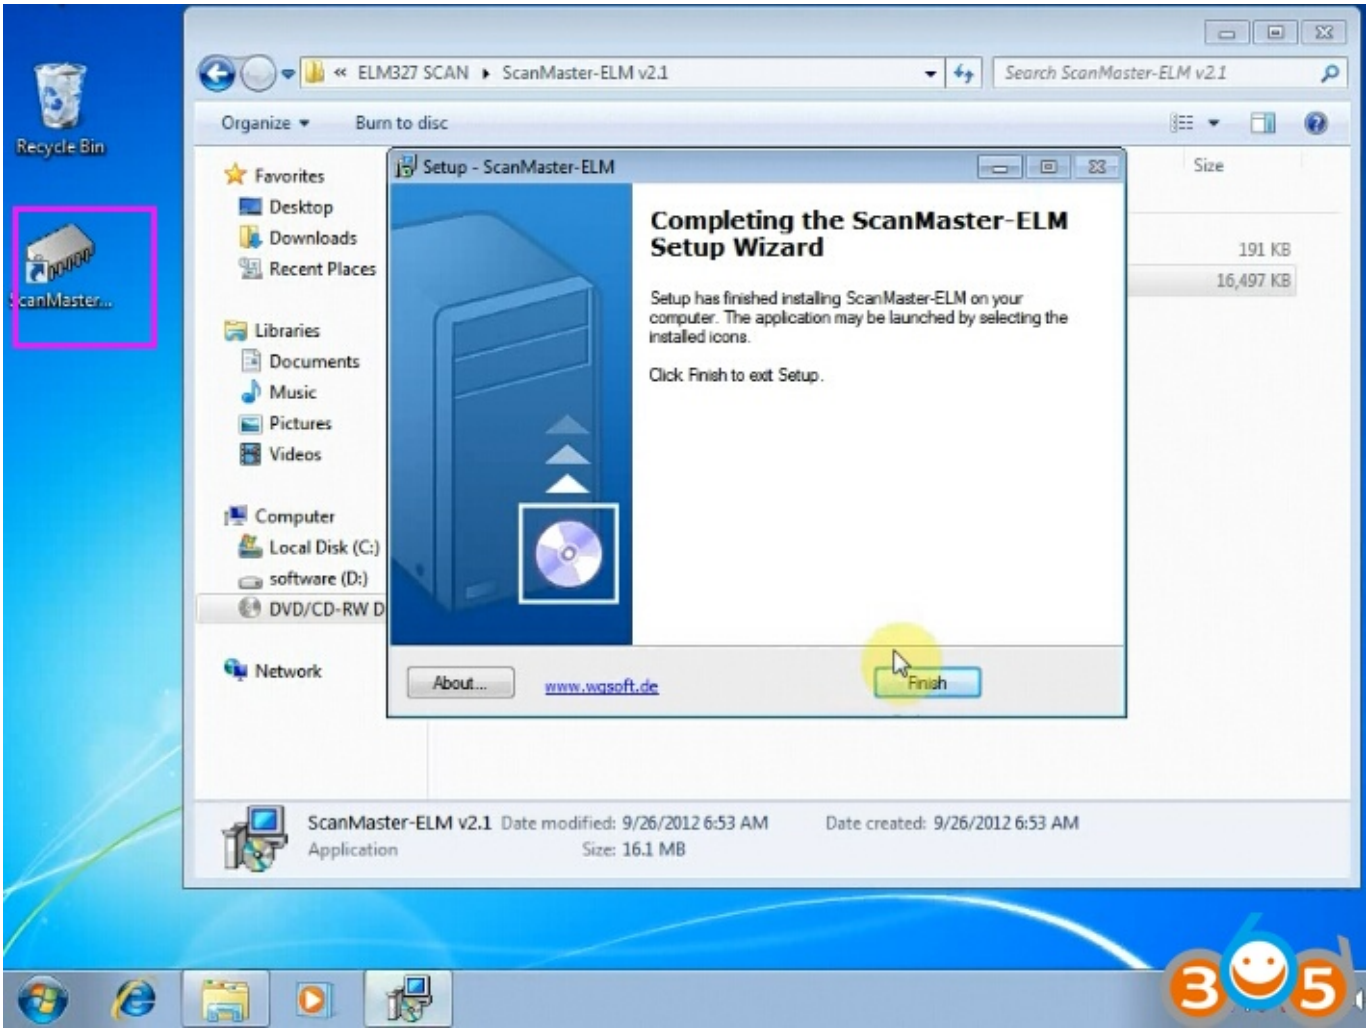 Recycle Bin
ScanMaster...
« ELM327 SCAN ▸ ScanMaster-ELM v2.1
Search ScanMaster-ELM v2.1
Organize ▾ Burn to disc
Favorites
Desktop
Downloads
Recent Places
Libraries
Documents
Music
Pictures
Videos
Computer
Local Disk (C:)
software (D:)
DVD/CD-RW D
Network
Size
191 KB
16,497 KB
Setup - ScanMaster-ELM
Completing the ScanMaster-ELM
Setup Wizard
Setup has finished installing ScanMaster-ELM on your
computer. The application may be launched by selecting the
installed icons.
Click Finish to exit Setup.
About...
www.wgsoft.de
Finish
ScanMaster-ELM v2.1 Date modified: 9/26/2012 6:53 AM Date created: 9/26/2012 6:53 AM
Application Size: 16.1 MB
365